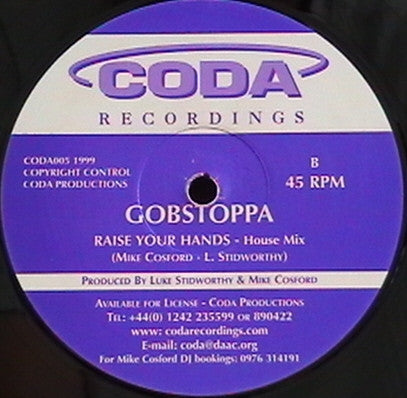 CODA
RECORDINGS
CODA005 1999
COPYRIGHT CONTROL
CODA PRODUCTIONS
B
45 RPM
GOBSTOPPA
RAISE YOUR HANDS - House Mix
(MIKE COSFORD - L. STIDWORTHY)
PRODUCED BY LUKE STIDWORTHY & MIKE COSFORD
AVAILABLE FOR LICENSE - CODA PRODUCTIONS
TEL: +44(0) 1242 235599 OR 890422
www: codarecordings.com
E-mail: coda@daac.org
For Mike Cosford DJ bookings: 0976 314191